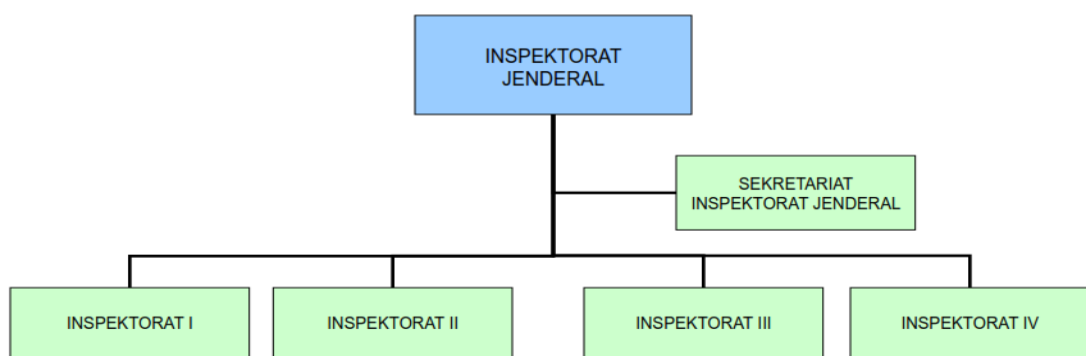 INSPEKTORAT
JENDERAL
SEKRETARIAT
INSPEKTORAT JENDERAL
INSPEKTORAT I
INSPEKTORAT II
INSPEKTORAT III
INSPEKTORAT IV